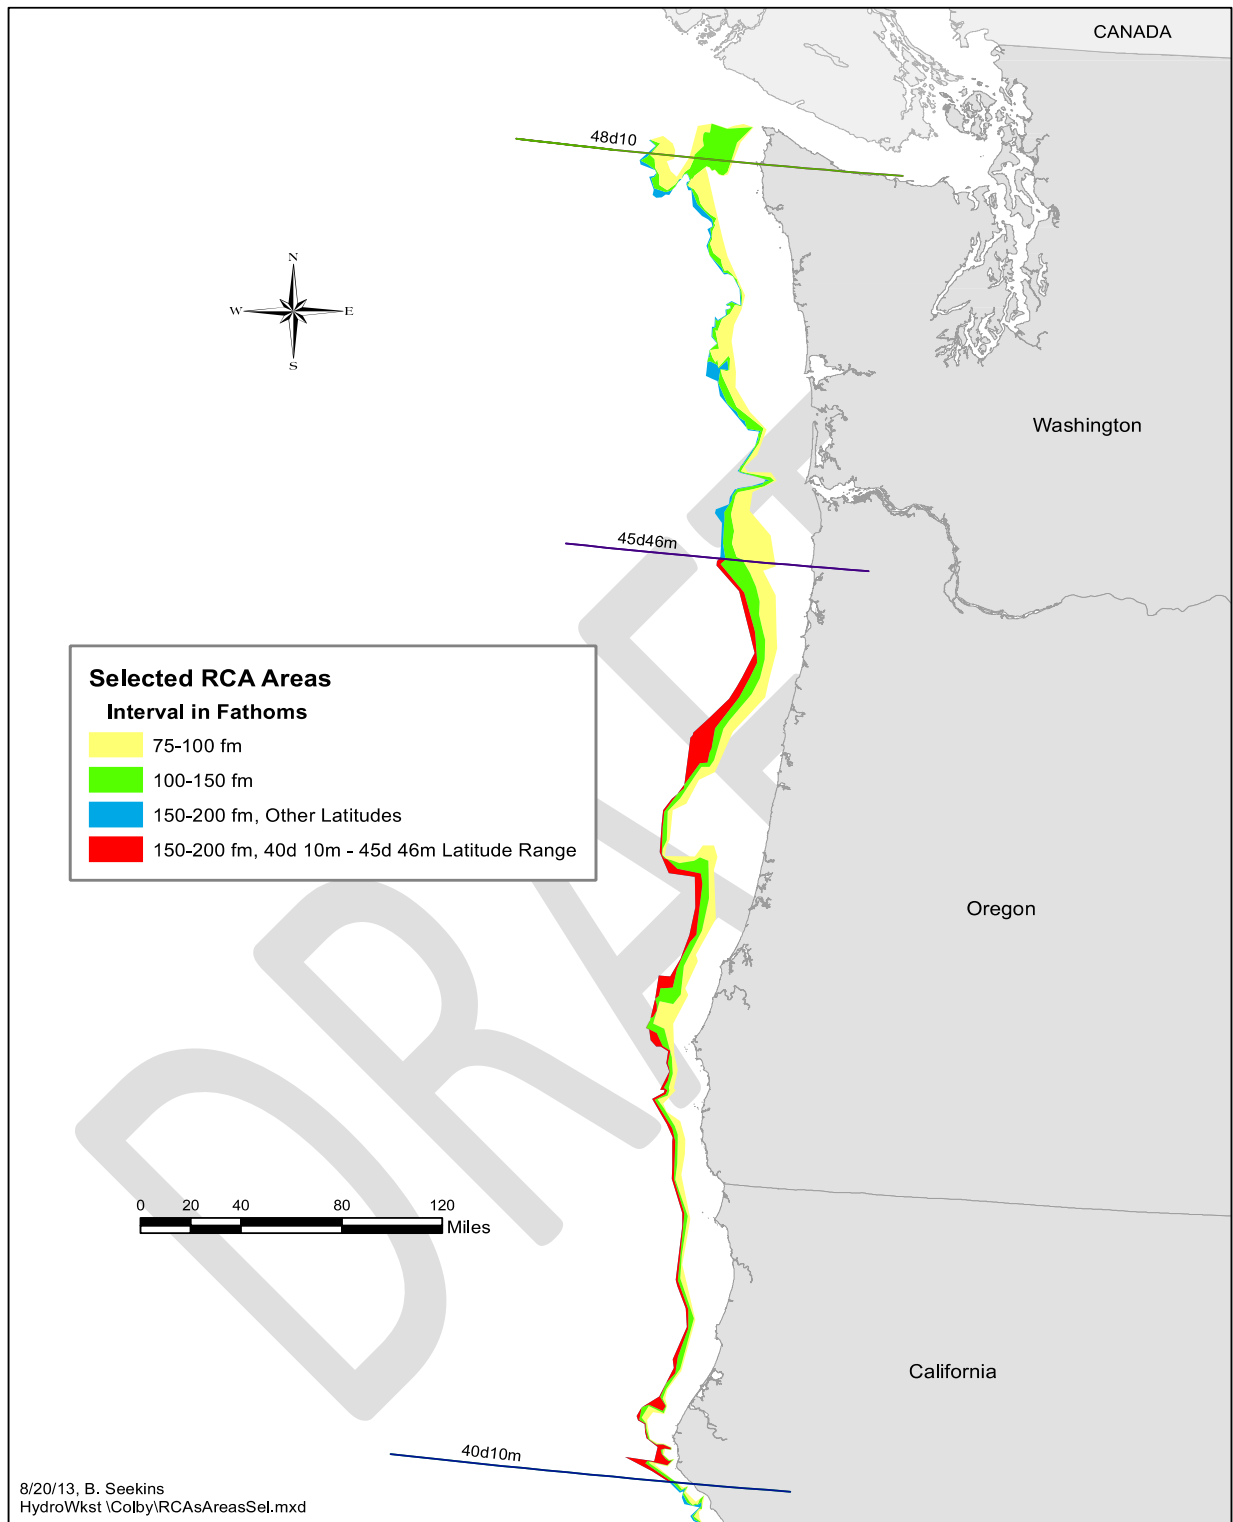 CANADA
48d10
N
W
E
S
Washington
45d46m
Selected RCA Areas
Interval in Fathoms
75-100 fm
100-150 fm
150-200 fm, Other Latitudes
150-200 fm, 40d 10m - 45d 46m Latitude Range
Oregon
DRAFT
0 20 40 80 120
Miles
California
40d10m
8/20/13, B. Seekins
HydroWkst \Colby\RCAsAreasSel.mxd